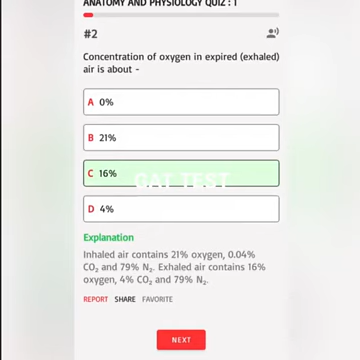 ANATOMY AND PHYSIOLOGY QUIZ : 1
#2
Concentration of oxygen in expired (exhaled)
air is about -
A 0%
B 21%
C 16%
GAT TEST
D 4%
Explanation
Inhaled air contains 21% oxygen, 0.04%
CO₂ and 79% N₂. Exhaled air contains 16%
oxygen, 4% CO₂ and 79% N₂.
REPORT SHARE FAVORITE
NEXT